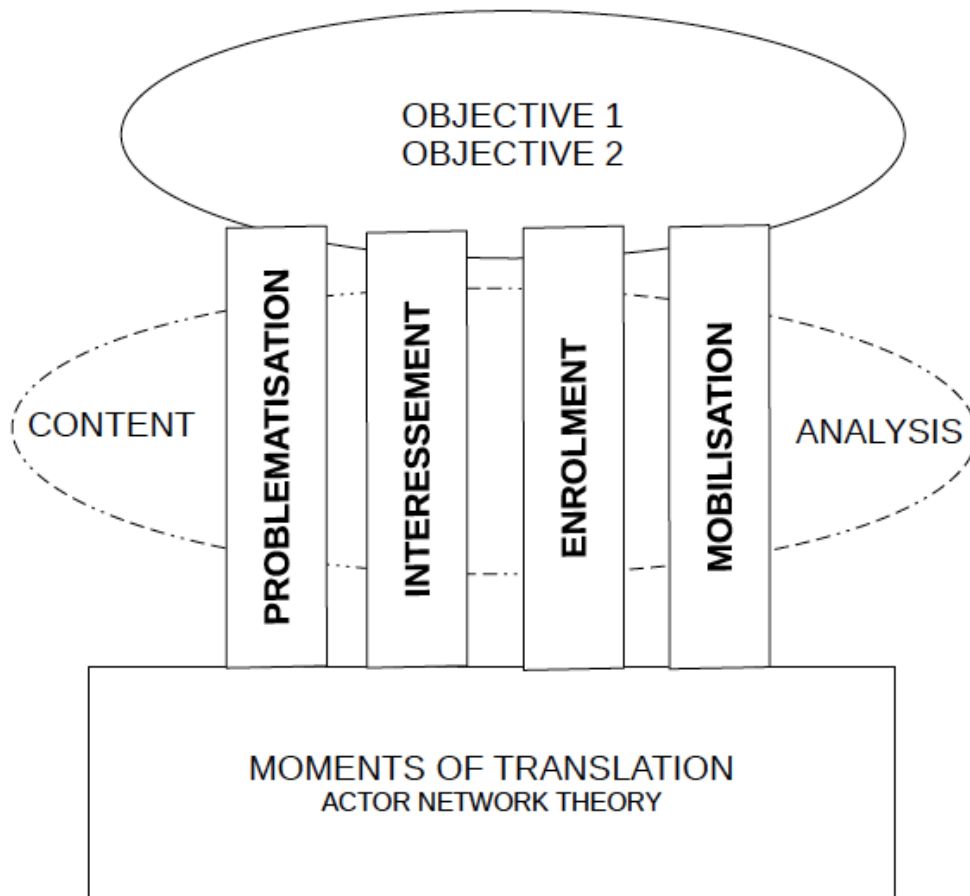 OBJECTIVE 1
OBJECTIVE 2
CONTENT
PROBLEMATISATION
INTERESSEMENT
ENROLMENT
MOBILISATION
ANALYSIS
MOMENTS OF TRANSLATION
ACTOR NETWORK THEORY